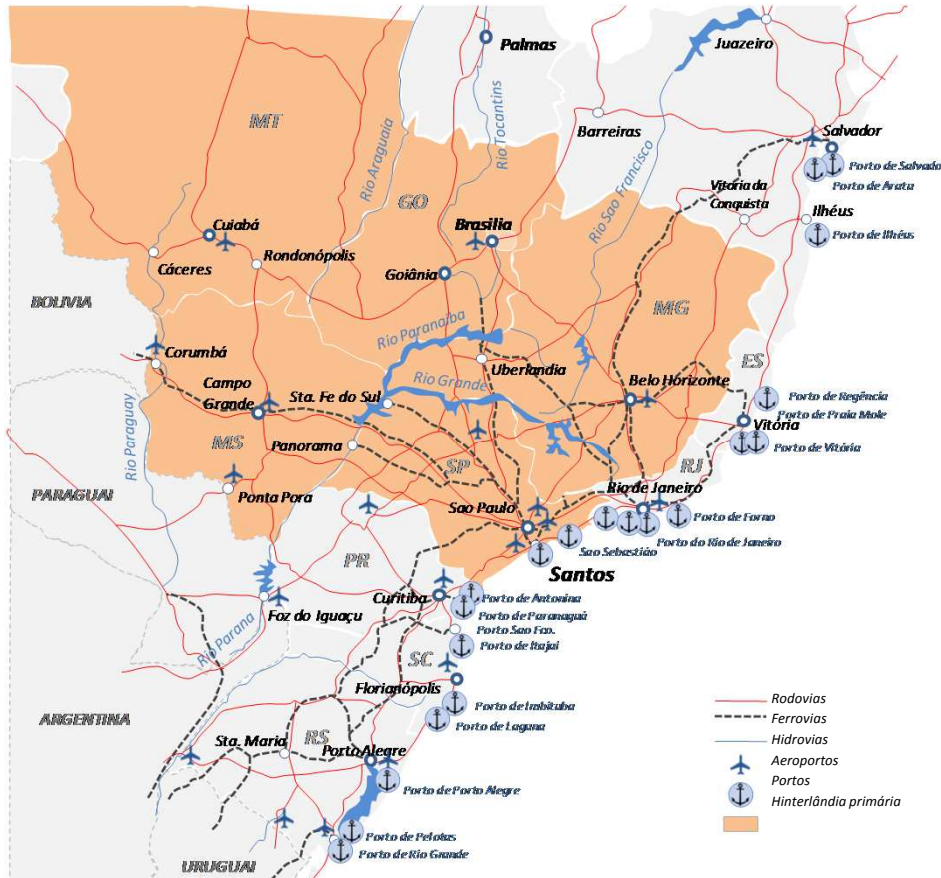 Palmas
Juazeiro
Barreiras
MT
Rio Araguaia
Rio Tocantins
Rio Sao Francisco
Salvador
Porto de Salvado
Porto de Aratu
Vitória da
Conquista
Ilhéus
Porto de Ilhéus
GO
Cuiabá
Brasilia
Cáceres
Rondonópolis
Goiânia
BOLIVIA
MG
Rio Paranaiba
ES
Corumbá
Uberlandia
Campo
Grande
Rio Grande
Belo Horizonte
Sta. Fe do Sul
Porto de Regência
Porto de Praia Mole
Vitória
Porto de Vitória
MS
Panorama
SP
RJ
Rio Paraguay
PARAGUAI
Ponta Pora
Sao Paulo
Rio de Janeiro
Porto de Forno
Porto do Rio de Janeiro
Sao Sebastião
Santos
PR
Curitiba
Porto de Antonina
Porto de Paranaguá
Foz do Iguaçu
Porto Sao Fco.
Porto de Itajai
Rio Parana
SC
Florianópolis
Porto de Imbituba
Porto de Laguna
ARGENTINA
RS
Sta. Maria
Porto Alegre
Porto de Porto Alegre
Porto de Pelotas
Porto de Rio Grande
URUGUAI
Rodovias
Ferrovias
Hidrovias
Aeroportos
Portos
Hinterlândia primária